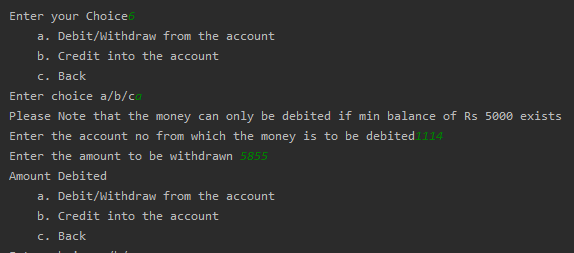 Enter your Choice6
a. Debit/Withdraw from the account
b. Credit into the account
c. Back
Enter choice a/b/ca
Please Note that the money can only be debited if min balance of Rs 5000 exists
Enter the account no from which the money is to be debited1114
Enter the amount to be withdrawn 5855
Amount Debited
a. Debit/Withdraw from the account
b. Credit into the account
c. Back